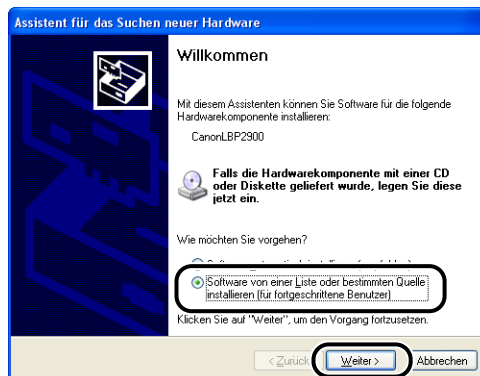 Assistent für das Suchen neuer Hardware
Willkommen
Mit diesem Assistenten können Sie Software für die folgende
Hardwarekomponente installieren:
CanonLBP2900
Falls die Hardwarekomponente mit einer CD
oder Diskette geliefert wurde, legen Sie diese
jetzt ein.
Wie möchten Sie vorgehen?
Software von einer Liste oder bestimmten Quelle
installieren (für fortgeschrittene Benutzer)
Klicken Sie auf "Weiter", um den Vorgang fortzusetzen.
< Zurück
Weiter >
Abbrechen